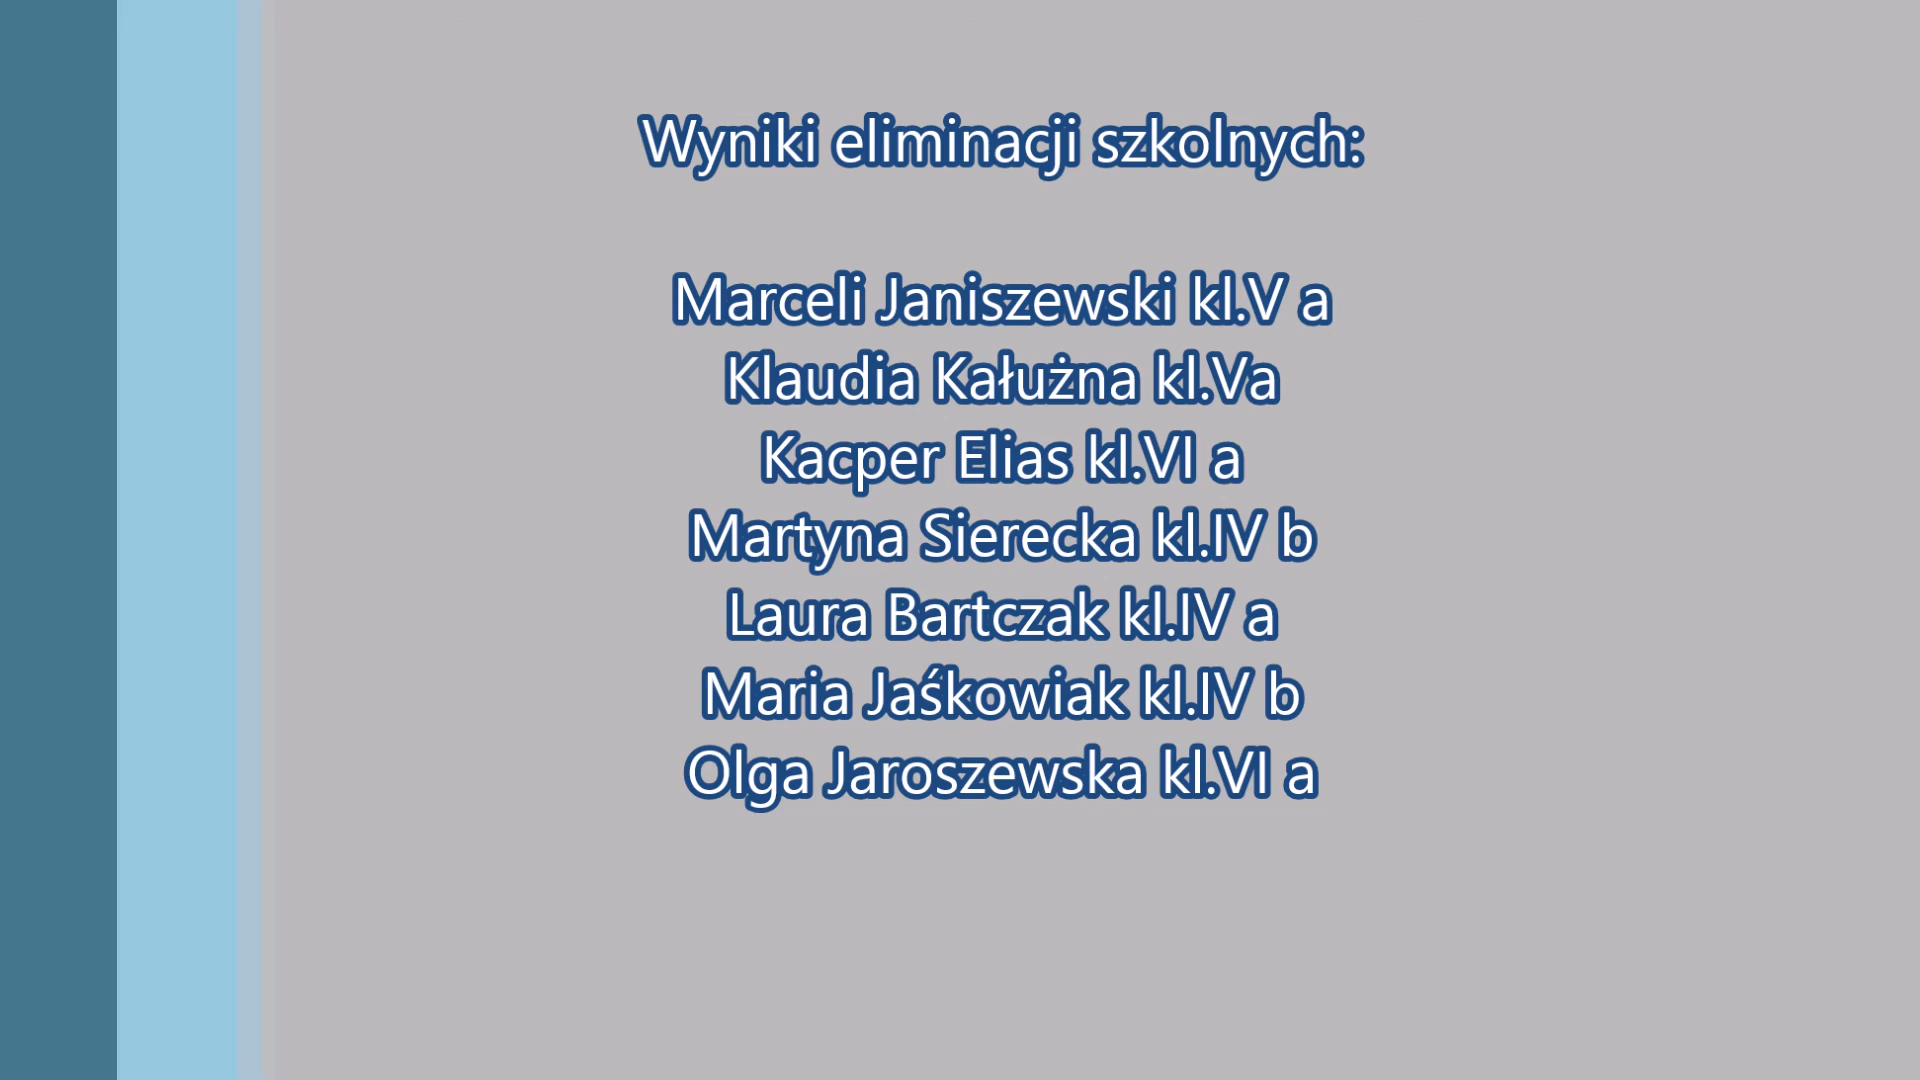 Wyniki eliminacji szkolnych:
Marceli Janiszewski kl.V a
Klaudia Kałużna kl.Va
Kacper Elias kl.VI a
Martyna Sierecka kl.IV b
Laura Bartczak kl.IV a
Maria Jaśkowiak kl.IV b
Olga Jaroszewska kl.VI a